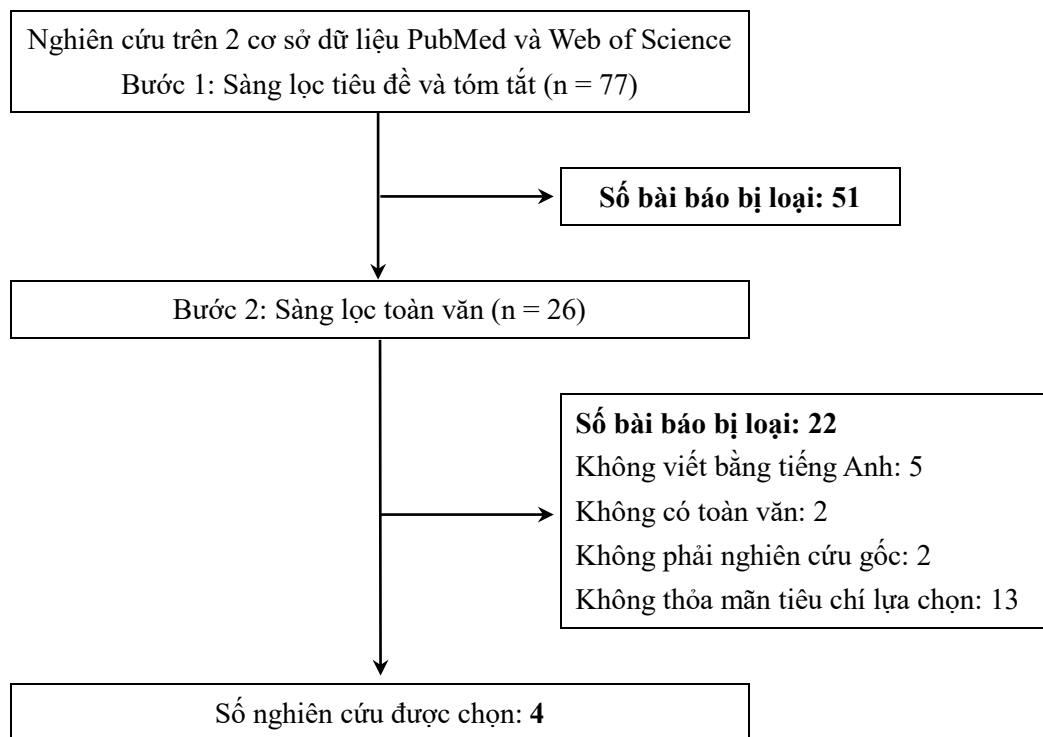 Nghiên cứu trên 2 cơ sở dữ liệu PubMed và Web of Science
Bước 1: Sàng lọc tiêu đề và tóm tắt (n = 77)
Số bài báo bị loại: 51
Bước 2: Sàng lọc toàn văn (n = 26)
Số bài báo bị loại: 22
Không viết bằng tiếng Anh: 5
Không có toàn văn: 2
Không phải nghiên cứu gốc: 2
Không thỏa mãn tiêu chí lựa chọn: 13
Số nghiên cứu được chọn: 4